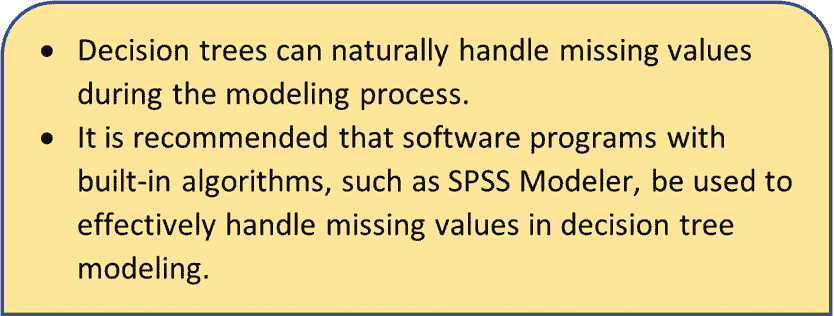 • Decision trees can naturally handle missing values
during the modeling process.
• It is recommended that software programs with
built-in algorithms, such as SPSS Modeler, be used to
effectively handle missing values in decision tree
modeling.